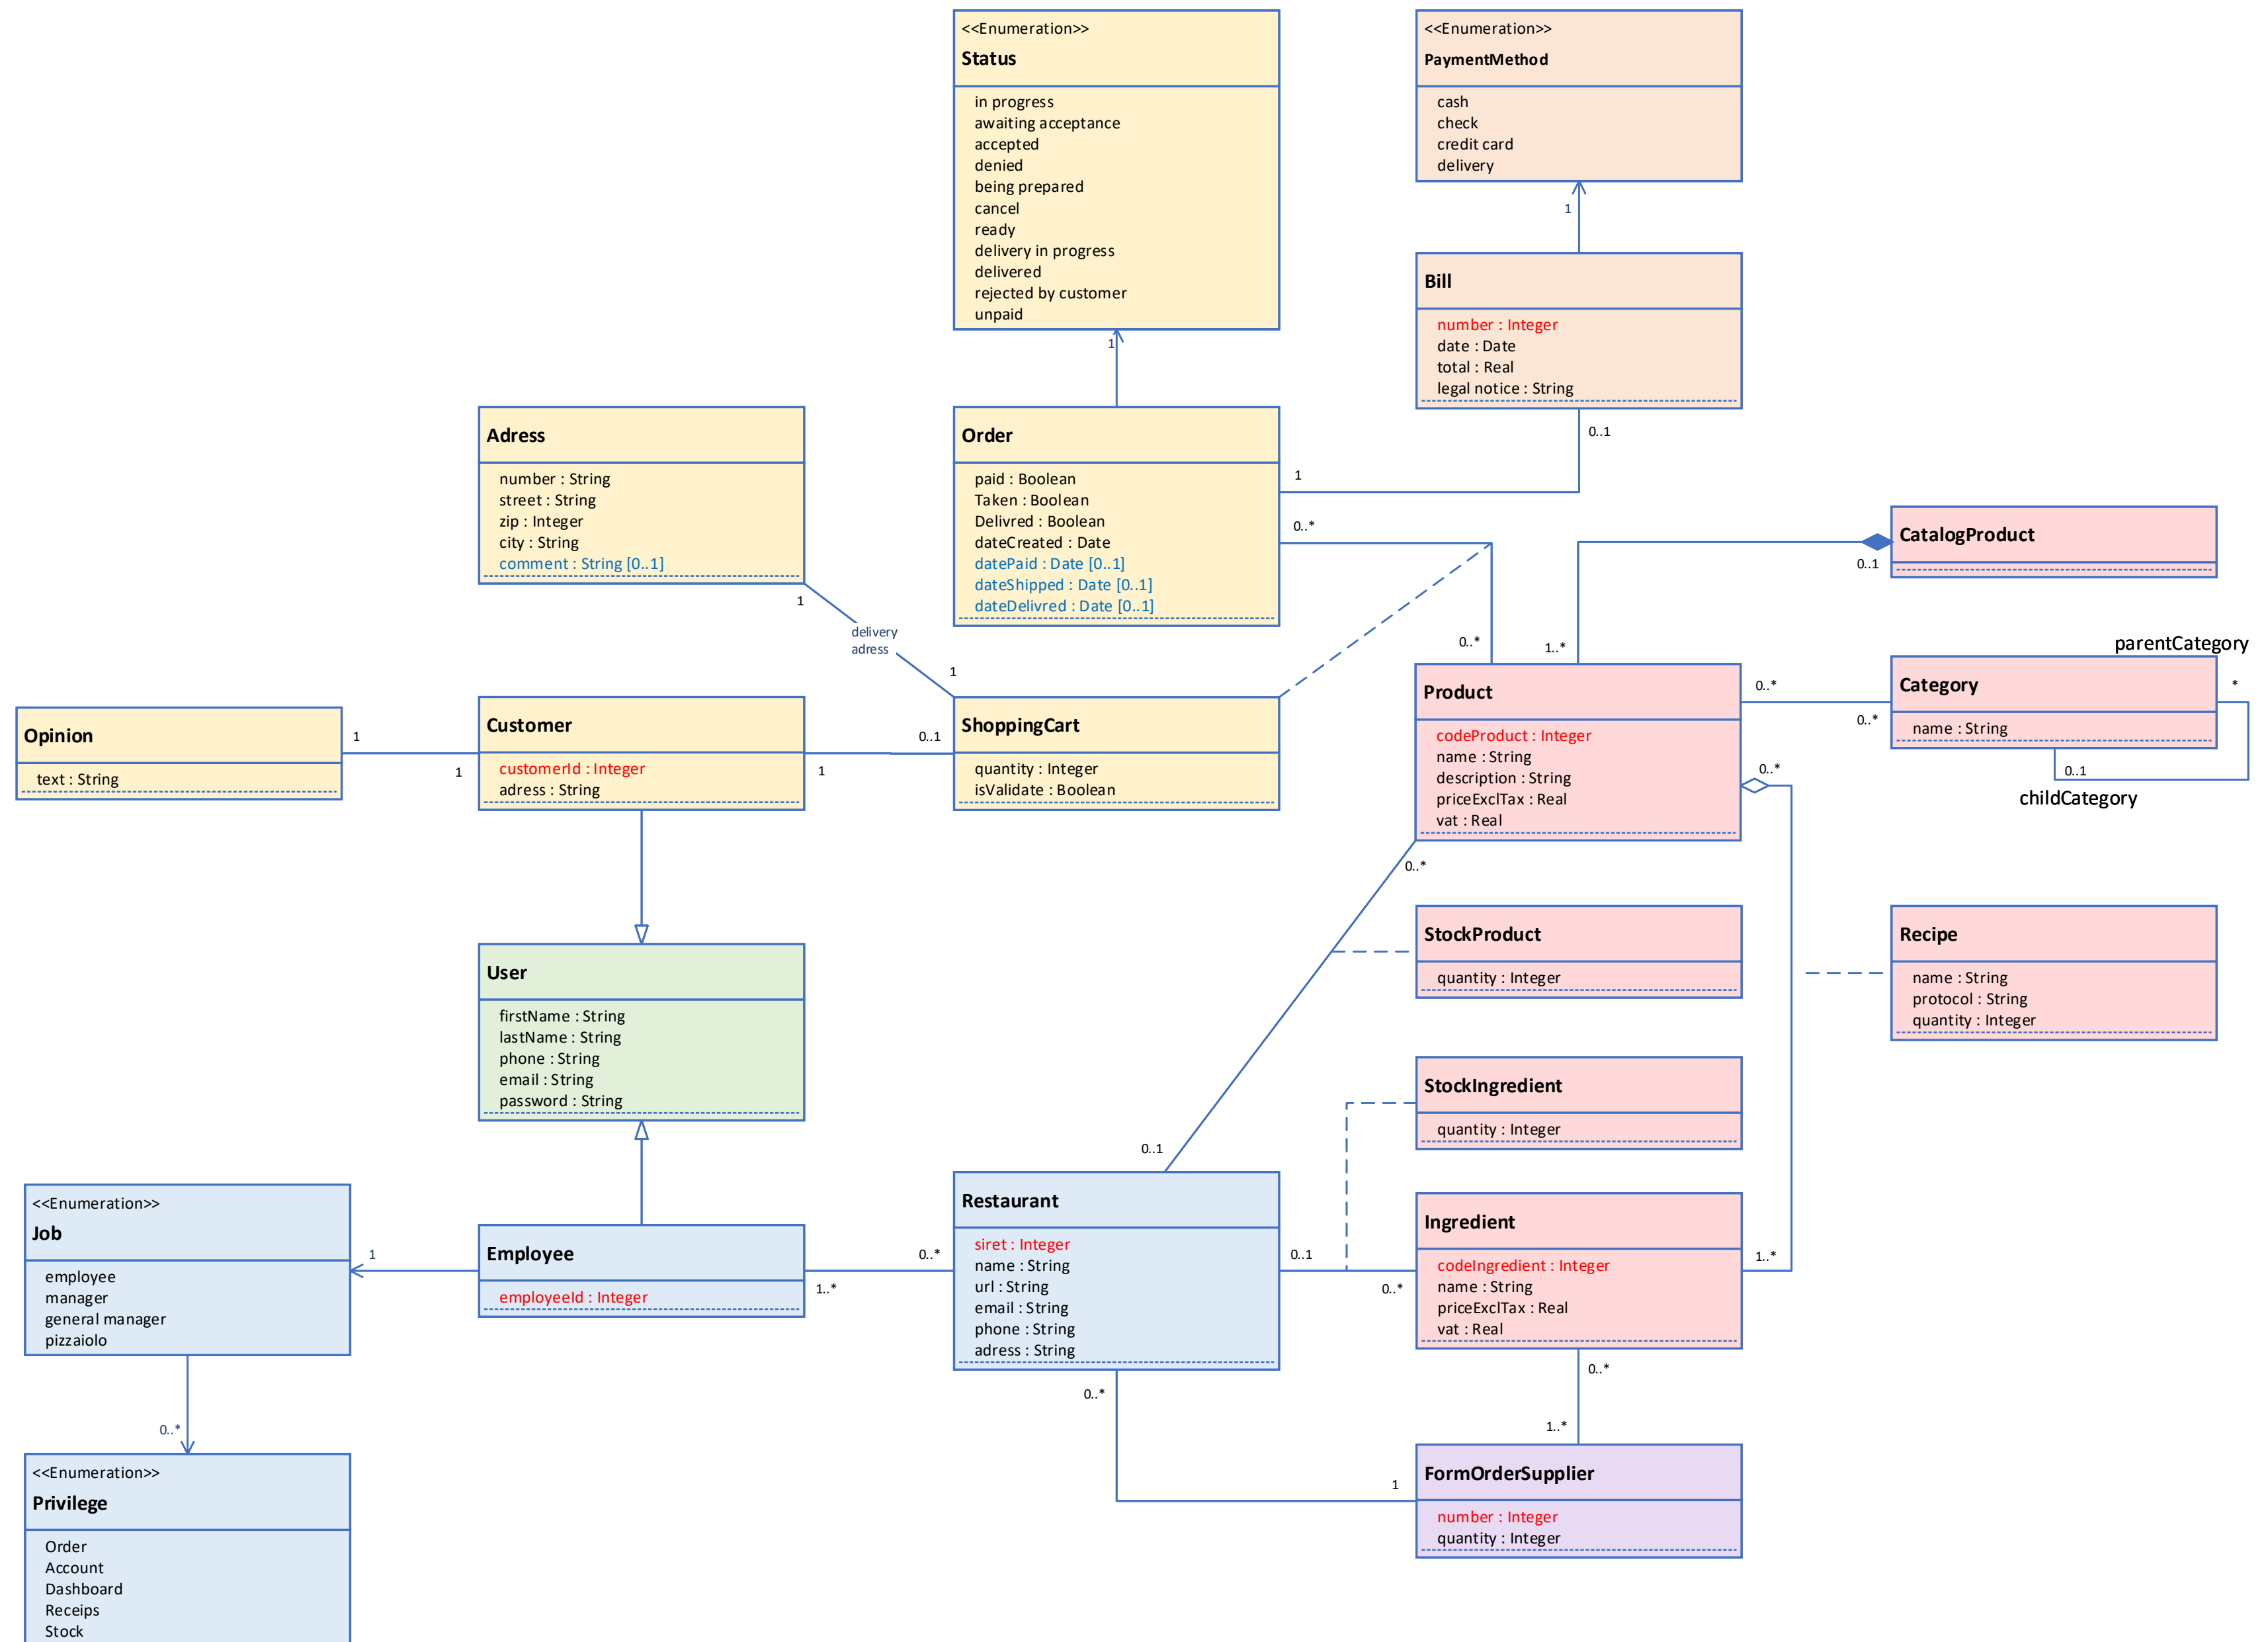 <<Enumeration>>
Status
in progress
awaiting acceptance
accepted
denied
being prepared
cancel
ready
delivery in progress
delivered
rejected by customer
unpaid
1
<<Enumeration>>
PaymentMethod
cash
check
credit card
delivery
1
Bill
number : Integer
date : Date
total : Real
legal notice : String
0..1
Adress
number : String
street : String
zip : Integer
city : String
comment : String [0..1]
1
delivery
adress
1
Order
paid : Boolean
Taken : Boolean
Delivred : Boolean
dateCreated : Date
datePaid : Date [0..1]
dateShipped : Date [0..1]
dateDelivred : Date [0..1]
1
0..*
0..*
1..*
CatalogProduct
0..1
parentCategory
Category
name : String
*
0..1
childCategory
0..*
0..*
Opinion
text : String
1
1
Customer
customerId : Integer
adress : String
0..1
1
ShoppingCart
quantity : Integer
isValidate : Boolean
Product
codeProduct : Integer
name : String
description : String
priceExclTax : Real
vat : Real
0..*
0..*
User
firstName : String
lastName : String
phone : String
email : String
password : String
StockProduct
quantity : Integer
Recipe
name : String
protocol : String
quantity : Integer
StockIngredient
quantity : Integer
0..1
<<Enumeration>>
Job
employee
manager
general manager
pizzaiolo
1
Employee
employeeId : Integer
0..*
1..*
Restaurant
siret : Integer
name : String
url : String
email : String
phone : String
adress : String
0..1
0..*
Ingredient
codeIngredient : Integer
name : String
priceExclTax : Real
vat : Real
1..*
0..*
0..*
1..*
1
0..*
<<Enumeration>>
Privilege
Order
Account
Dashboard
Receips
Stock
FormOrderSupplier
number : Integer
quantity : Integer